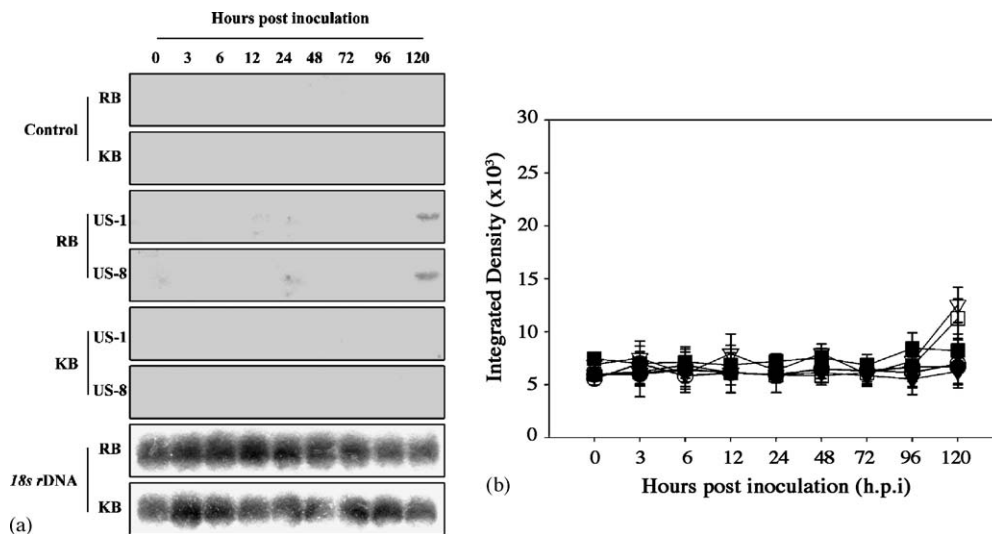 Hours post inoculation
0 3 6 12 24 48 72 96 120
Control
RB
KB
RB
US-1
US-8
KB
US-1
US-8
18s rDNA
RB
KB
(a)
30
25
20
15
10
5
0
Integrated Density (x10³)
0 3 6 12 24 48 72 96 120
Hours post inoculation (h.p.i)
(b)